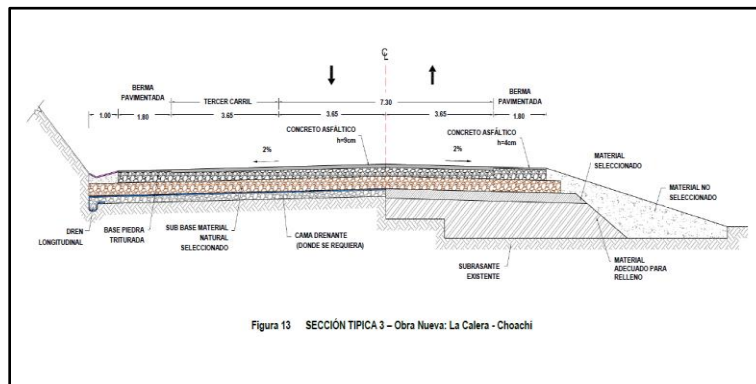 ℄
BERMA
PAVIMENTADA
TERCER CARRIL
7.30
BERMA
PAVIMENTADA
1.00
1.80
3.65
3.65
3.65
1.80
CONCRETO ASFÁLTICO
h=9cm
CONCRETO ASFÁLTICO
h=4cm
2%
2%
MATERIAL
SELECCIONADO
MATERIAL NO
SELECCIONADO
DREN
LONGITUDINAL
BASE PIEDRA
TRITURADA
SUB BASE MATERIAL
NATURAL
SELECCIONADO
CAMA DRENANTE
(DONDE SE REQUIERA)
SUBRASANTE
EXISTENTE
MATERIAL
ADECUADO PARA
RELLENO
Figura 13 SECCIÓN TIPICA 3 – Obra Nueva: La Calera - Choachí